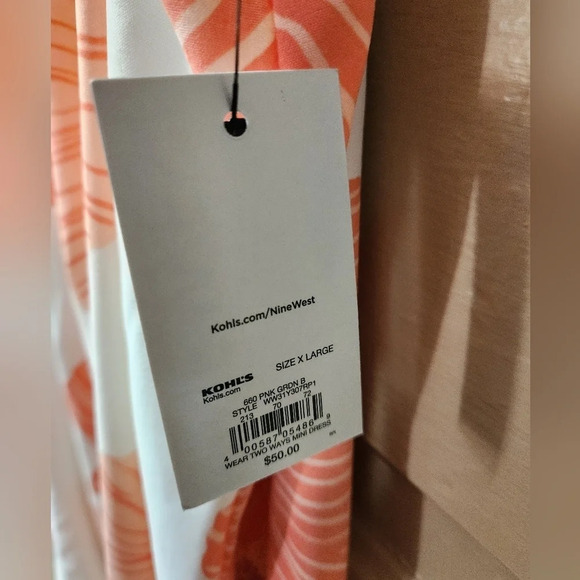 Kohls.com/NineWest
SIZE X LARGE
KOHL'S
Kohls.com
660 PNK GRDN B
STYLE WW31Y307RP1
213 70 72
4 00587 05486 9
WEAR TWO WAYS MINI DRESS
$50.00